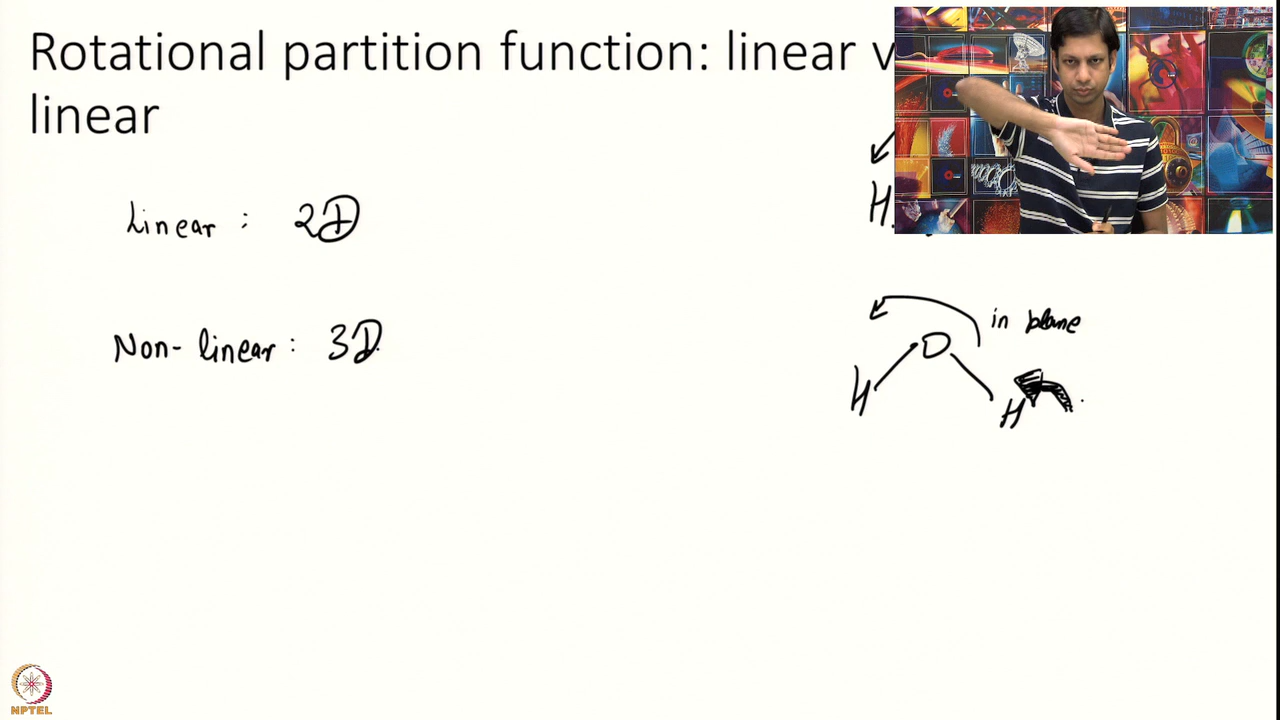 Rotational partition function: linear v
linear
Linear : 2D
H
Non-linear : 3D
in plane
O
H
H
NPTEL